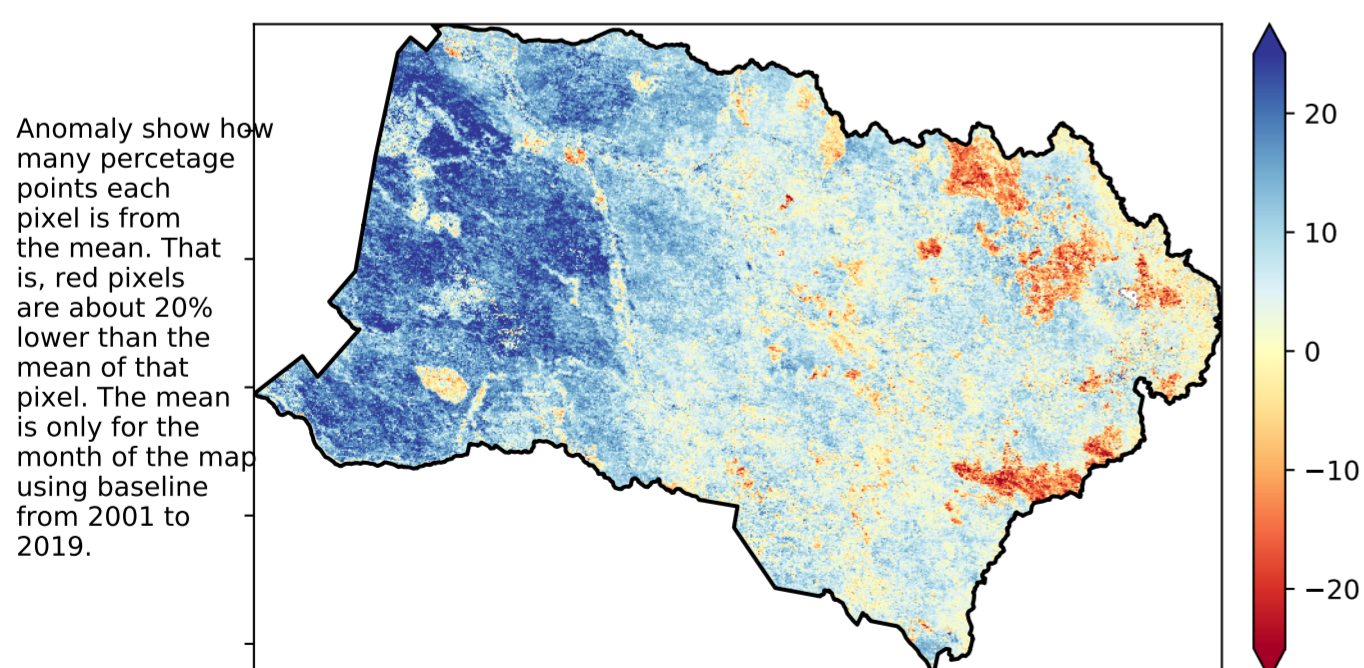 Anomaly show how
many percetage
points each
pixel is from
the mean. That
is, red pixels
are about 20%
lower than the
mean of that
pixel. The mean
is only for the
month of the map
using baseline
from 2001 to
2019.
20
10
0
−10
−20